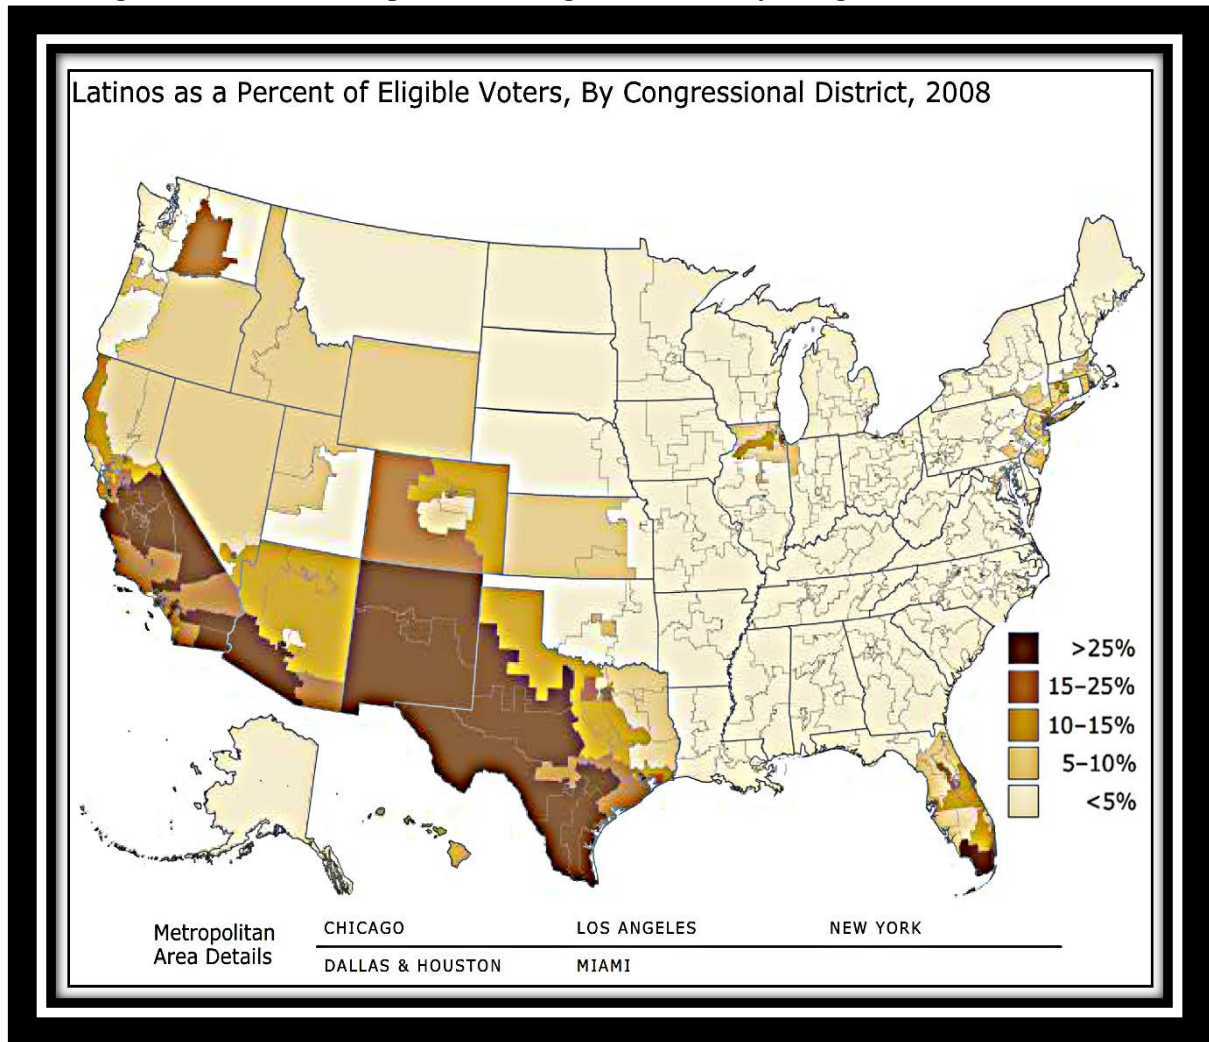 Latinos as a Percent of Eligible Voters, By Congressional District, 2008
>25%
15–25%
10–15%
5–10%
<5%
Metropolitan
Area Details
CHICAGO
LOS ANGELES
NEW YORK
DALLAS & HOUSTON
MIAMI